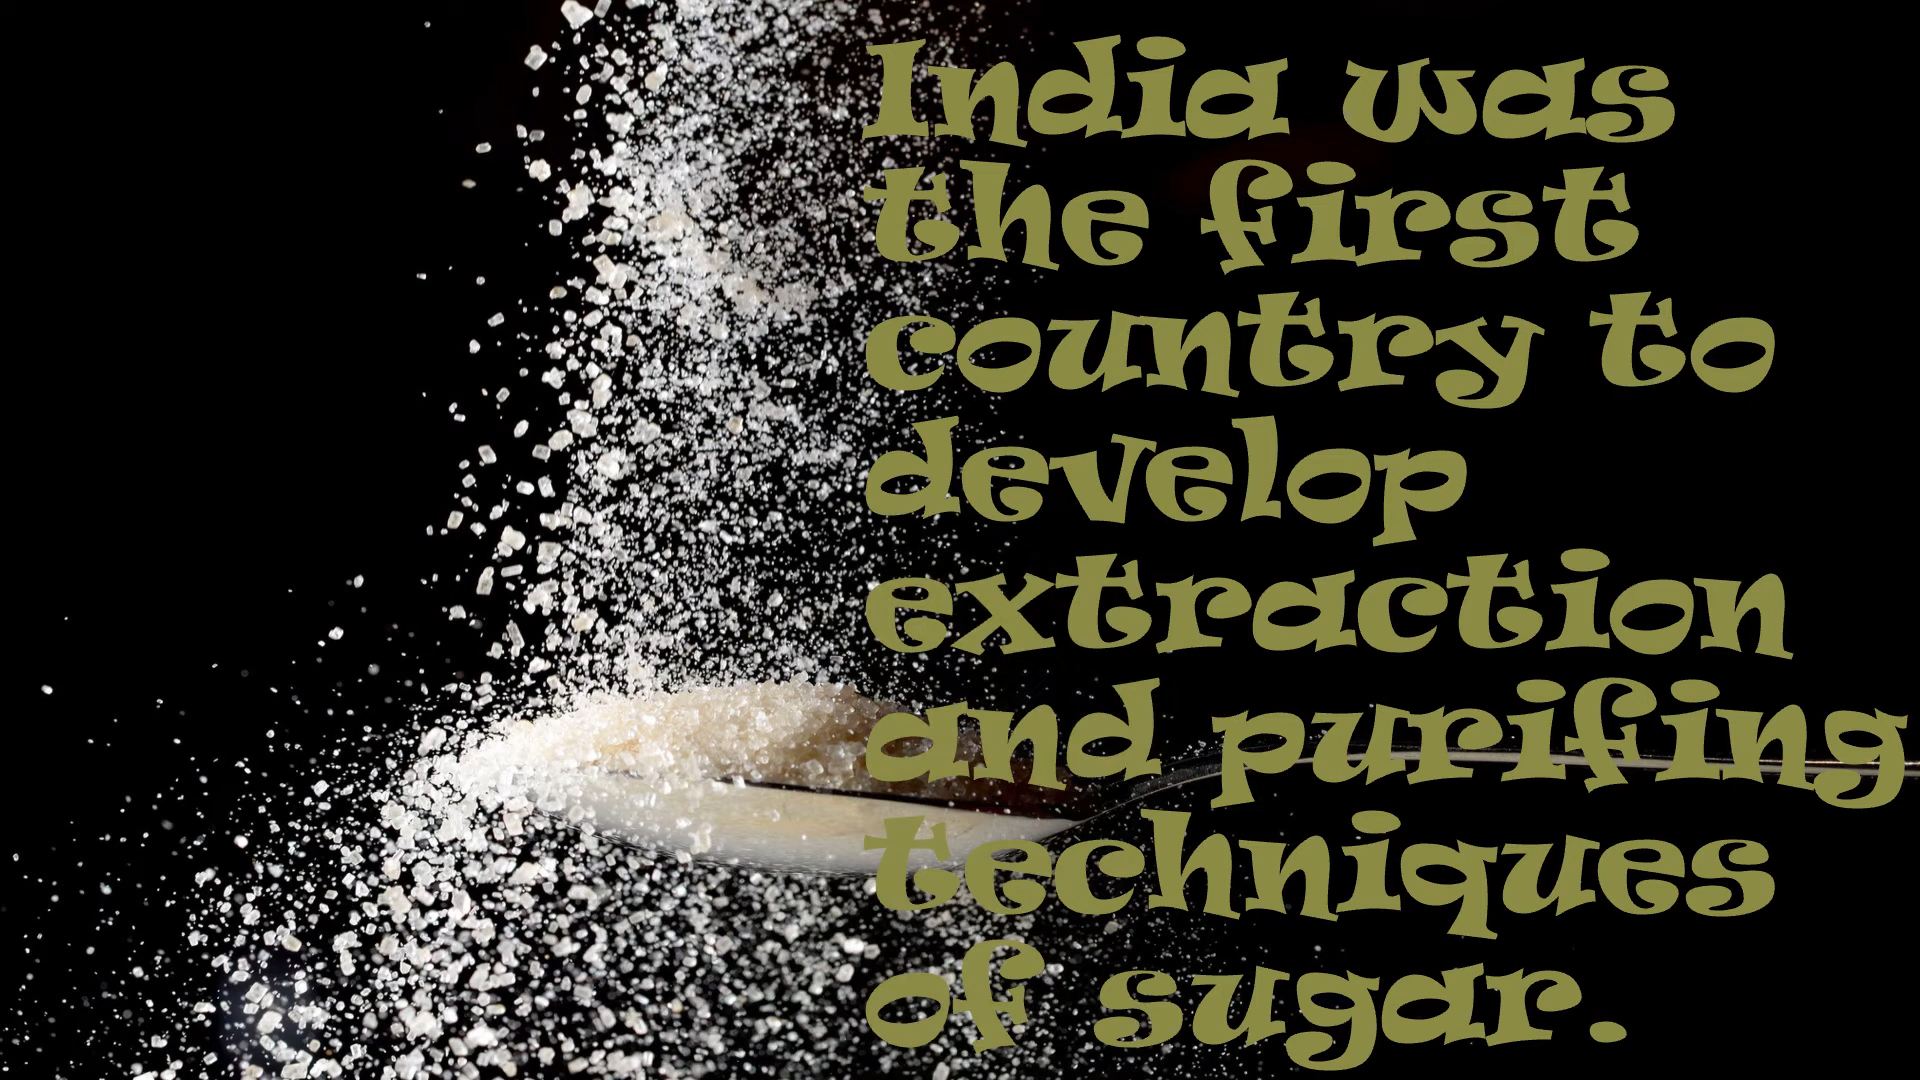 India was
the first
country to
develop
extraction
and purifing
techniques
of sugar.